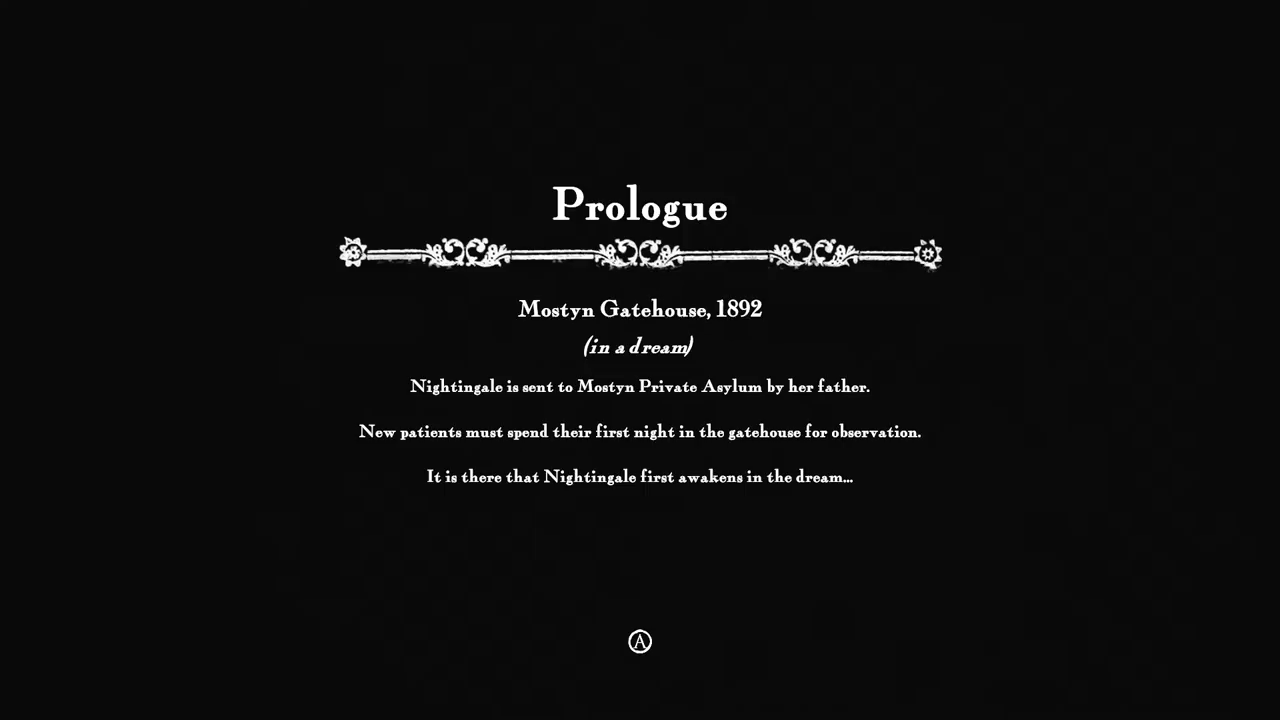 Prologue
Mostyn Gatehouse, 1892
(in a dream)
Nightingale is sent to Mostyn Private Asylum by her father.
New patients must spend their first night in the gatehouse for observation.
It is there that Nightingale first awakens in the dream...
A